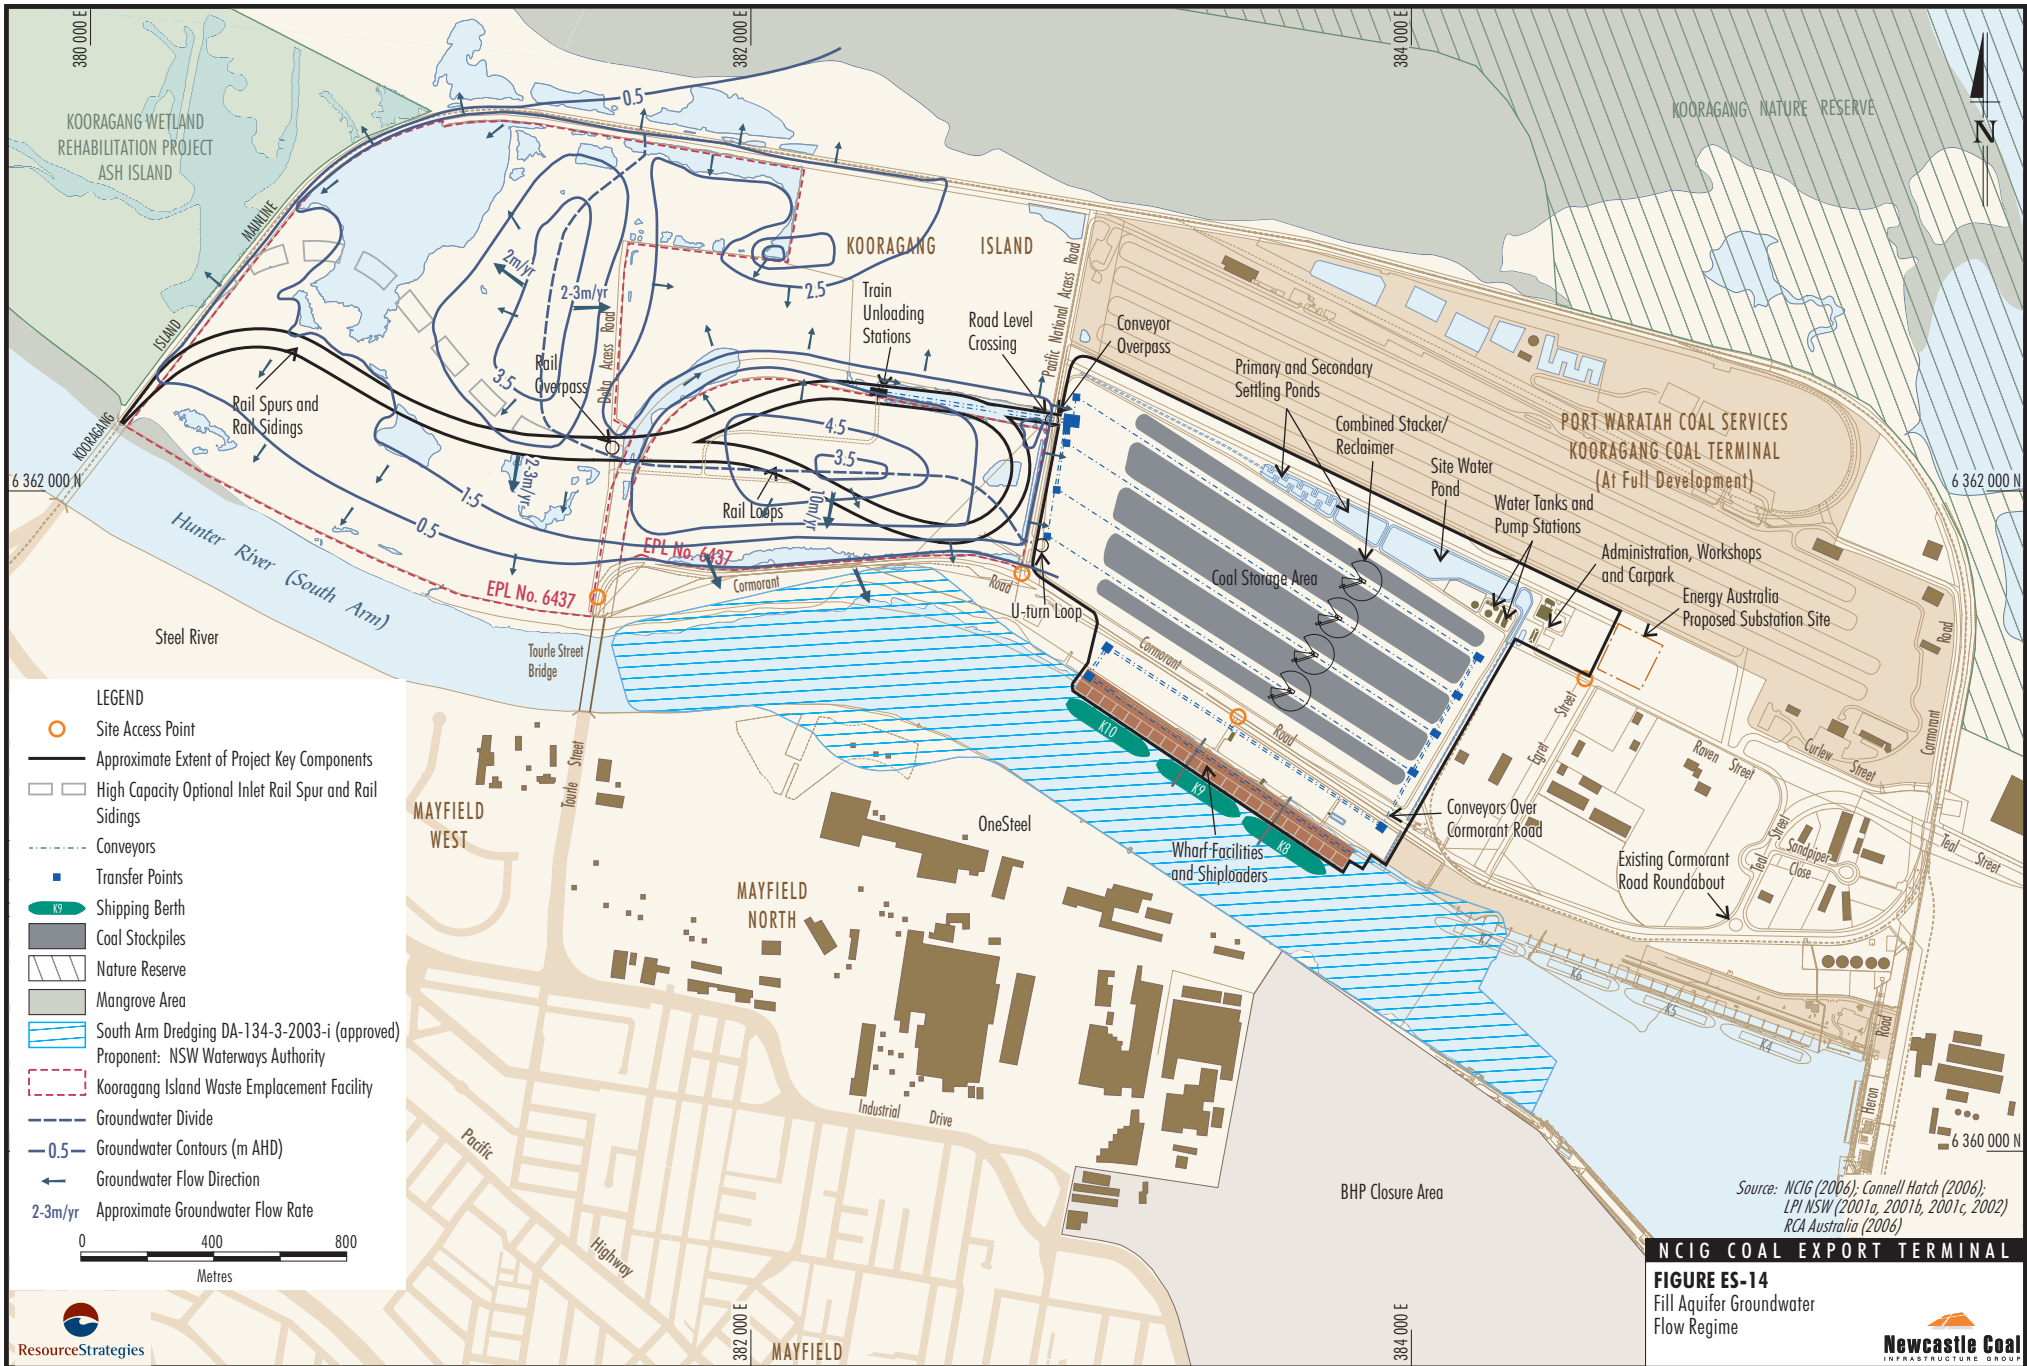 380 000 E
382 000 E
384 000 E
KOORAGANG WETLAND
REHABILITATION PROJECT
ASH ISLAND
KOORAGANG NATURE RESERVE
N
0.5
MAINLINE
ISLAND
KOORAGANG
KOORAGANG ISLAND
2m/yr
2-3m/yr
2.5
Train
Unloading
Stations
Road Level
Crossing
Pacific National Access Road
Conveyor
Overpass
Primary and Secondary
Settling Ponds
Combined Stacker/
Reclaimer
Site Water
Pond
Water Tanks and
Pump Stations
Administration, Workshops
and Carpark
Energy Australia
Proposed Substation Site
PORT WARATAH COAL SERVICES
KOORAGANG COAL TERMINAL
(At Full Development)
Rail
Overpass
Delta Access Road
3.5
Rail Spurs and
Rail Sidings
4.5
3.5
Rail Loops
10m/yr
2-3m/yr
1.5
0.5
6 362 000 N
6 362 000 N
Hunter River (South Arm)
EPL No. 6437
EPL No. 6437
Cormorant Road
U-turn Loop
Coal Storage Area
Cormorant Road
Steel River
Tourle Street
Bridge
Tourle Street
K10
K9
K8
Wharf Facilities
and Shiploaders
Conveyors Over
Cormorant Road
Existing Cormorant
Road Roundabout
Egret Street
Raven Street
Curlew Street
Teal Street
Sandpiper
Close
Teal Street
Cormorant Road
K7
K6
K5
K4
Heron Road
MAYFIELD
WEST
MAYFIELD
NORTH
OneSteel
Industrial Drive
Pacific Highway
MAYFIELD
BHP Closure Area
6 360 000 N
LEGEND
Site Access Point
Approximate Extent of Project Key Components
High Capacity Optional Inlet Rail Spur and Rail
Sidings
Conveyors
Transfer Points
K9 Shipping Berth
Coal Stockpiles
Nature Reserve
Mangrove Area
South Arm Dredging DA-134-3-2003-i (approved)
Proponent: NSW Waterways Authority
Kooragang Island Waste Emplacement Facility
Groundwater Divide
0.5 Groundwater Contours (m AHD)
Groundwater Flow Direction
2-3m/yr Approximate Groundwater Flow Rate
0 400 800
Metres
ResourceStrategies
382 000 E
384 000 E
Source: NCIG (2006); Connell Hatch (2006);
LPI NSW (2001a, 2001b, 2001c, 2002)
RCA Australia (2006)
NCIG COAL EXPORT TERMINAL
FIGURE ES-14
Fill Aquifer Groundwater
Flow Regime
Newcastle Coal
INFRASTRUCTURE GROUP